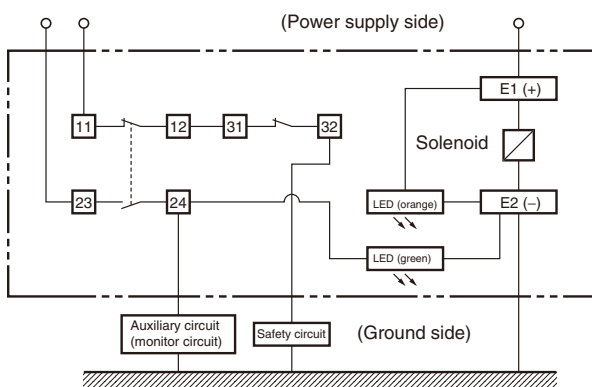 (Power supply side)
E1 (+)
11
12
31
32
Solenoid
23
24
LED (orange)
E2 (−)
LED (green)
Auxiliary circuit
(monitor circuit)
Safety circuit
(Ground side)